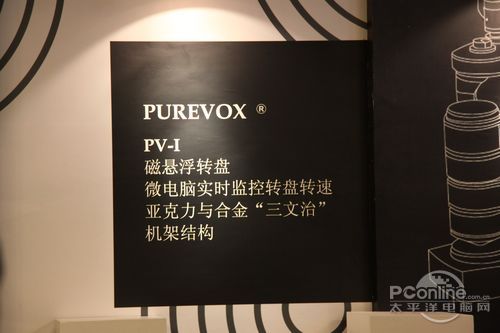 PUREVOX ®
PV-I
磁悬浮转盘
微电脑实时监控转盘转速
亚克力与合金“三文治”
机架结构
PConline.com.cn
太平洋电脑网